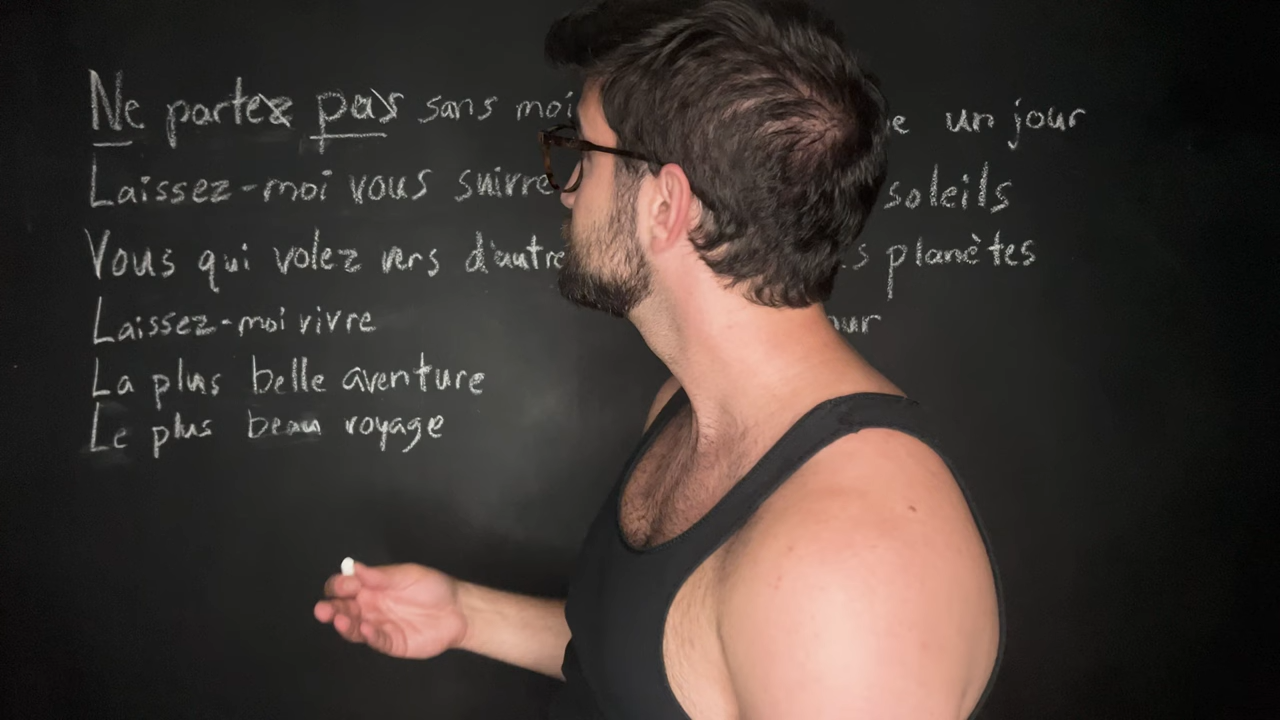 Ne partez pas sans moi un jour
Laissez-moi vous suivre soleils
Vous qui volez vers d'autre planètes
Laissez-moi vivre
La plus belle aventure
Le plus beau voyage